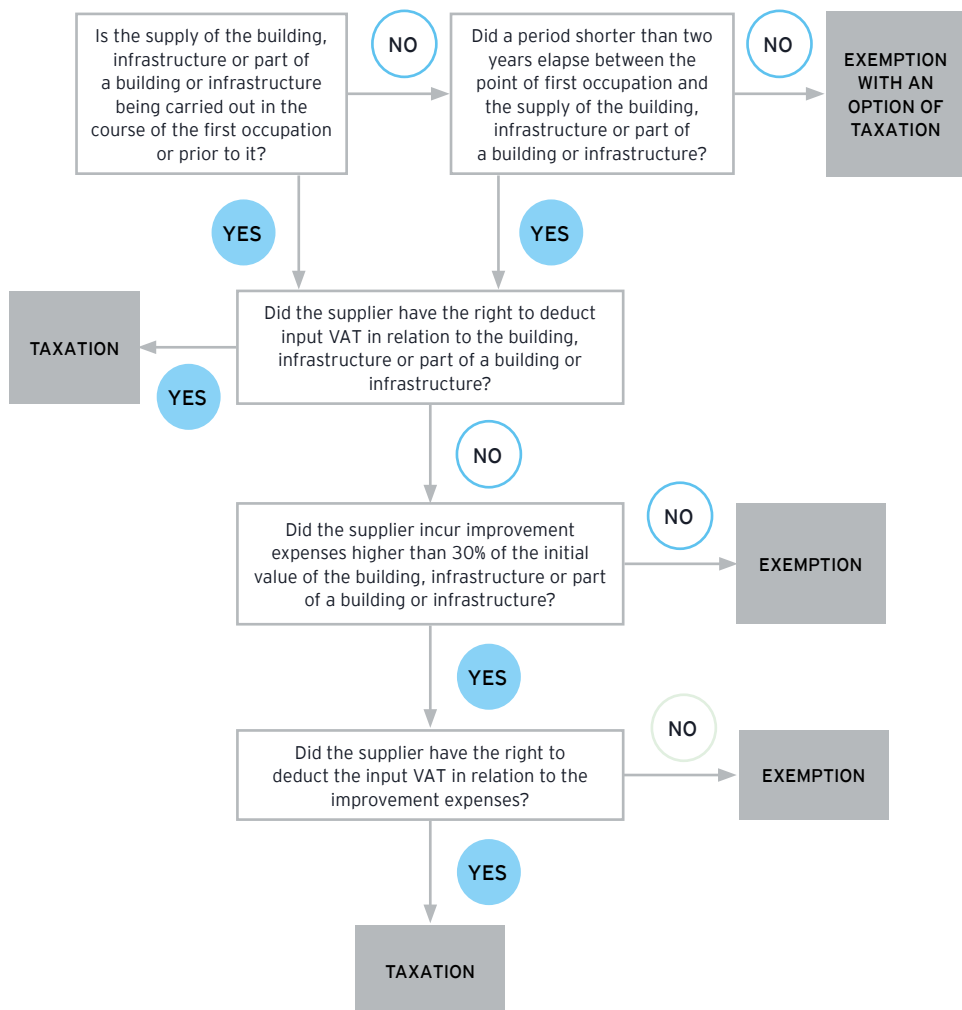 Is the supply of the building,
infrastructure or part of
a building or infrastructure
being carried out in the
course of the first occupation
or prior to it?
NO
Did a period shorter than two
years elapse between the
point of first occupation and
the supply of the building,
infrastructure or part of
a building or infrastructure?
NO
EXEMPTION
WITH AN
OPTION OF
TAXATION
YES
YES
Did the supplier have the right to deduct
input VAT in relation to the building,
infrastructure or part of a building or
infrastructure?
TAXATION
YES
NO
Did the supplier incur improvement
expenses higher than 30% of the initial
value of the building, infrastructure or part
of a building or infrastructure?
NO
EXEMPTION
YES
Did the supplier have the right to
deduct the input VAT in relation to the
improvement expenses?
NO
EXEMPTION
YES
TAXATION